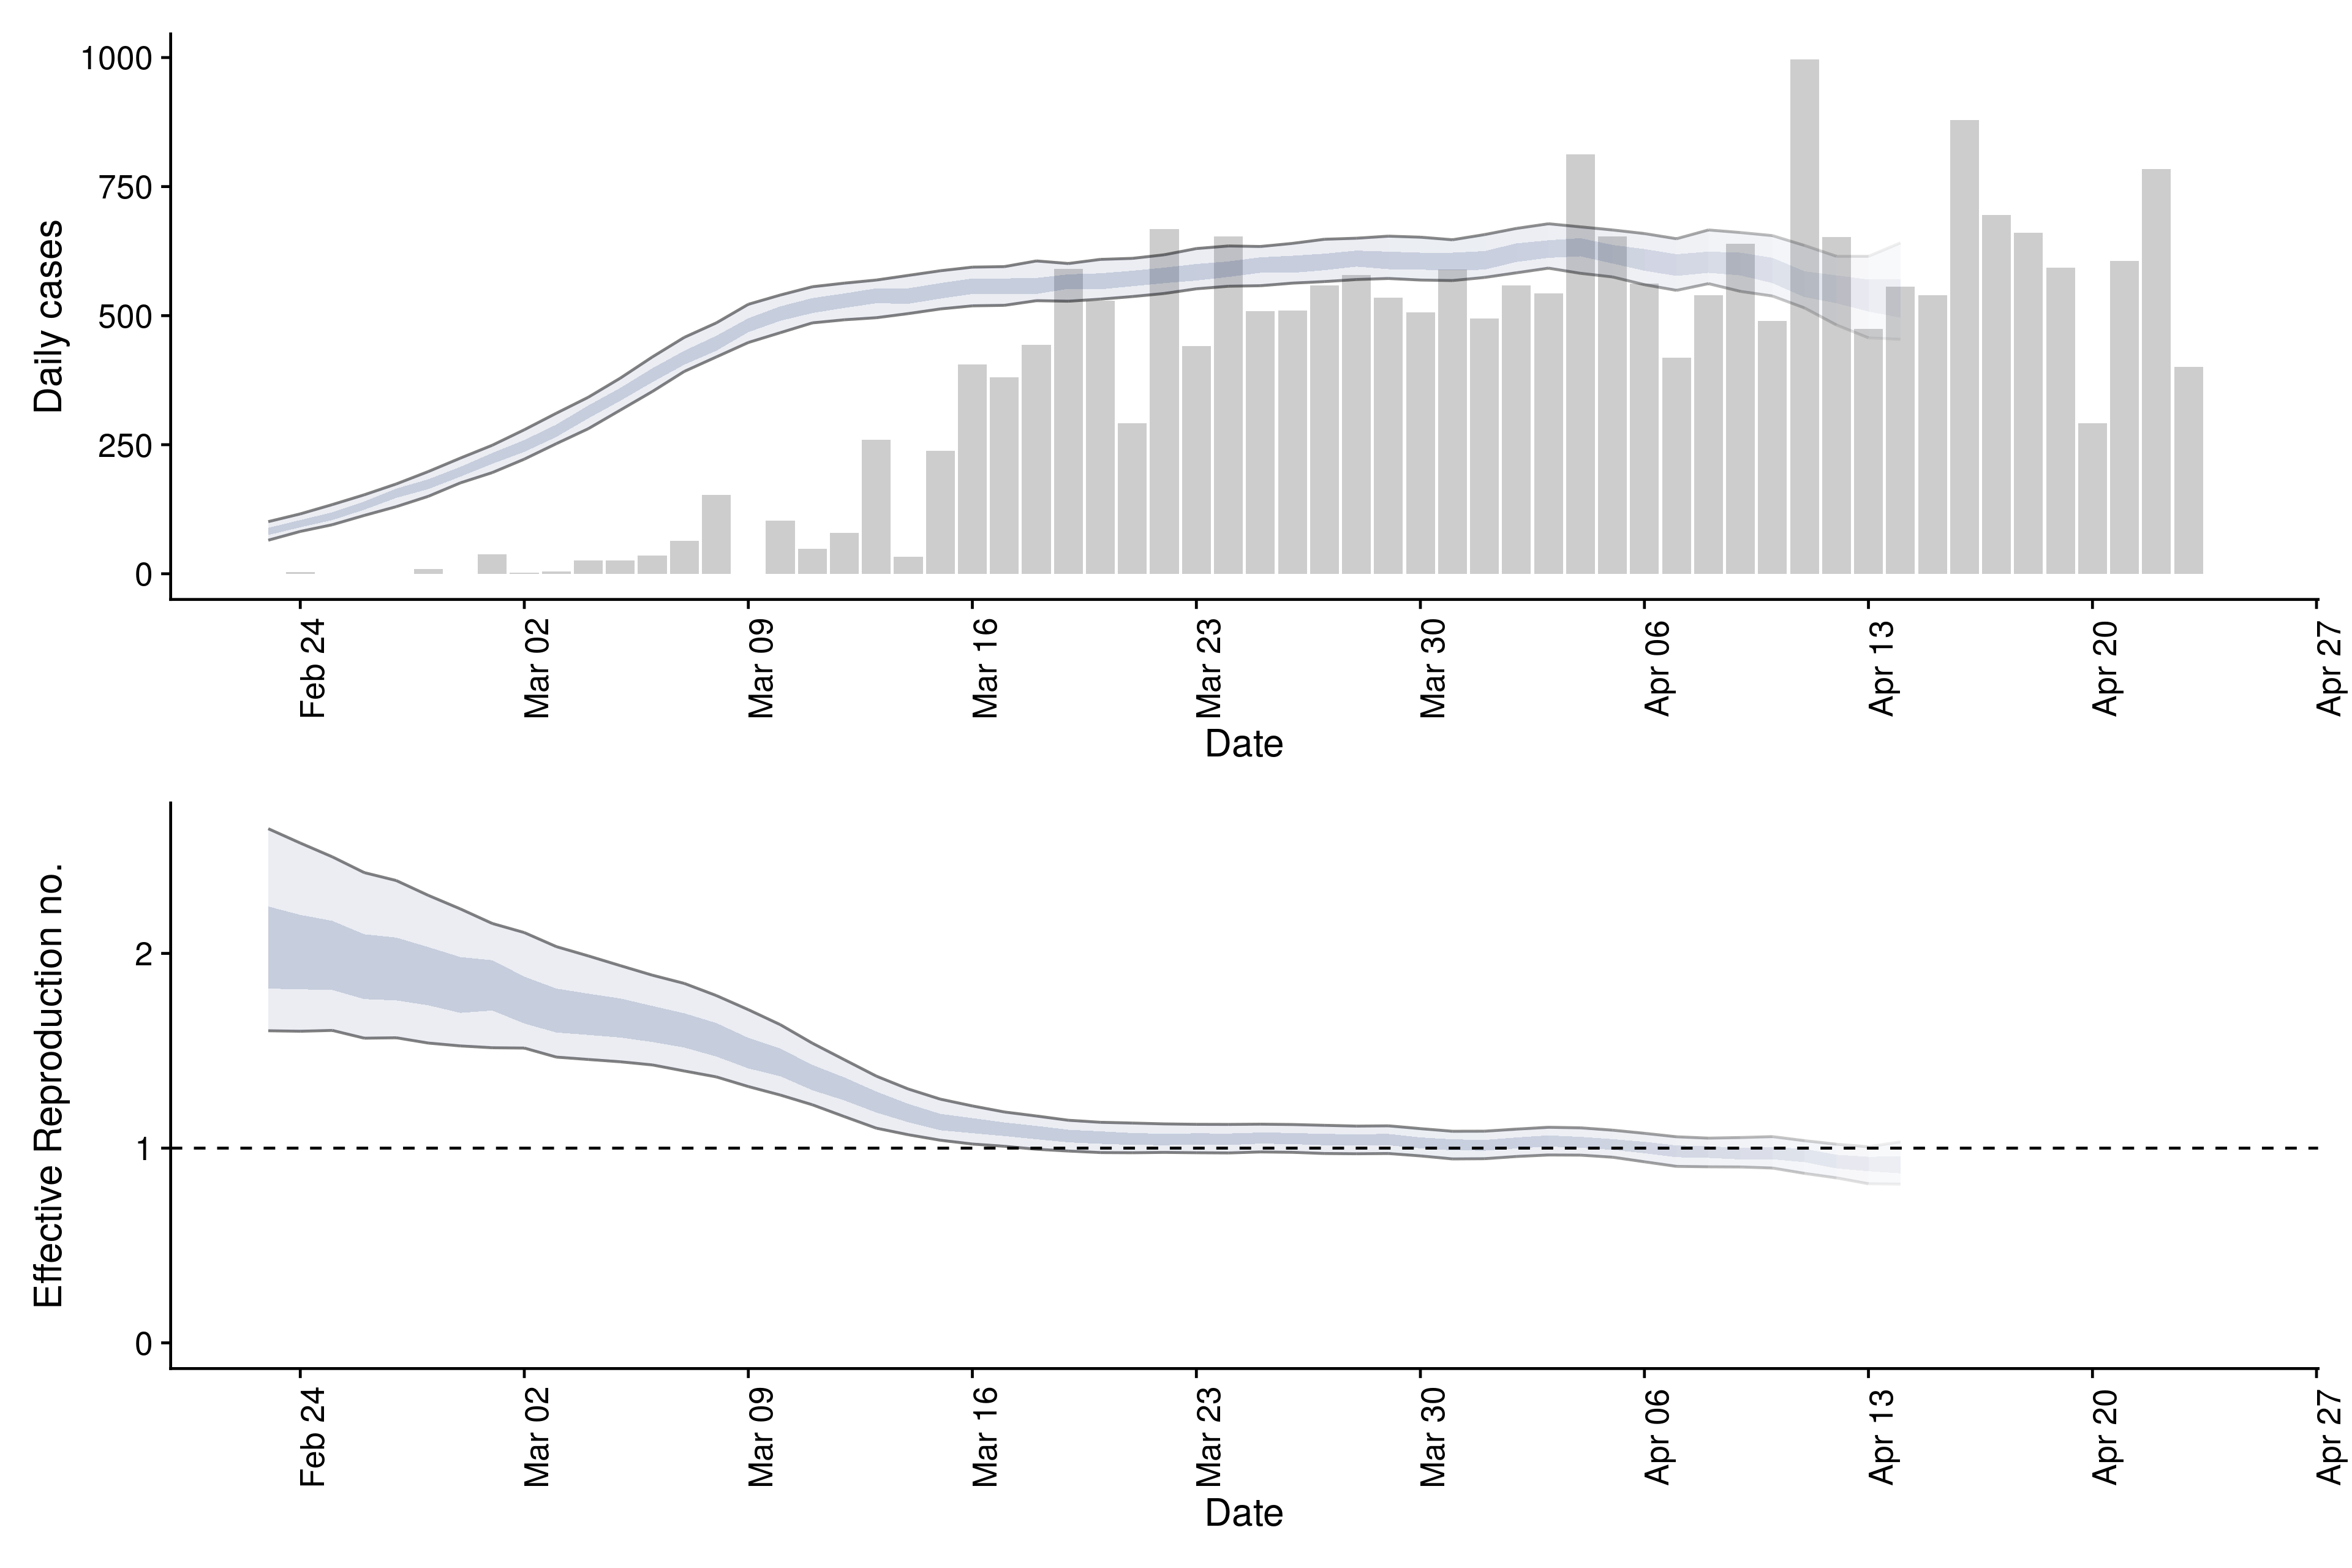 Daily cases
1000
750
500
250
0
Feb 24
Mar 02
Mar 09
Mar 16
Mar 23
Mar 30
Apr 06
Apr 13
Apr 20
Apr 27
Date
Effective Reproduction no.
2
1
0
Feb 24
Mar 02
Mar 09
Mar 16
Mar 23
Mar 30
Apr 06
Apr 13
Apr 20
Apr 27
Date